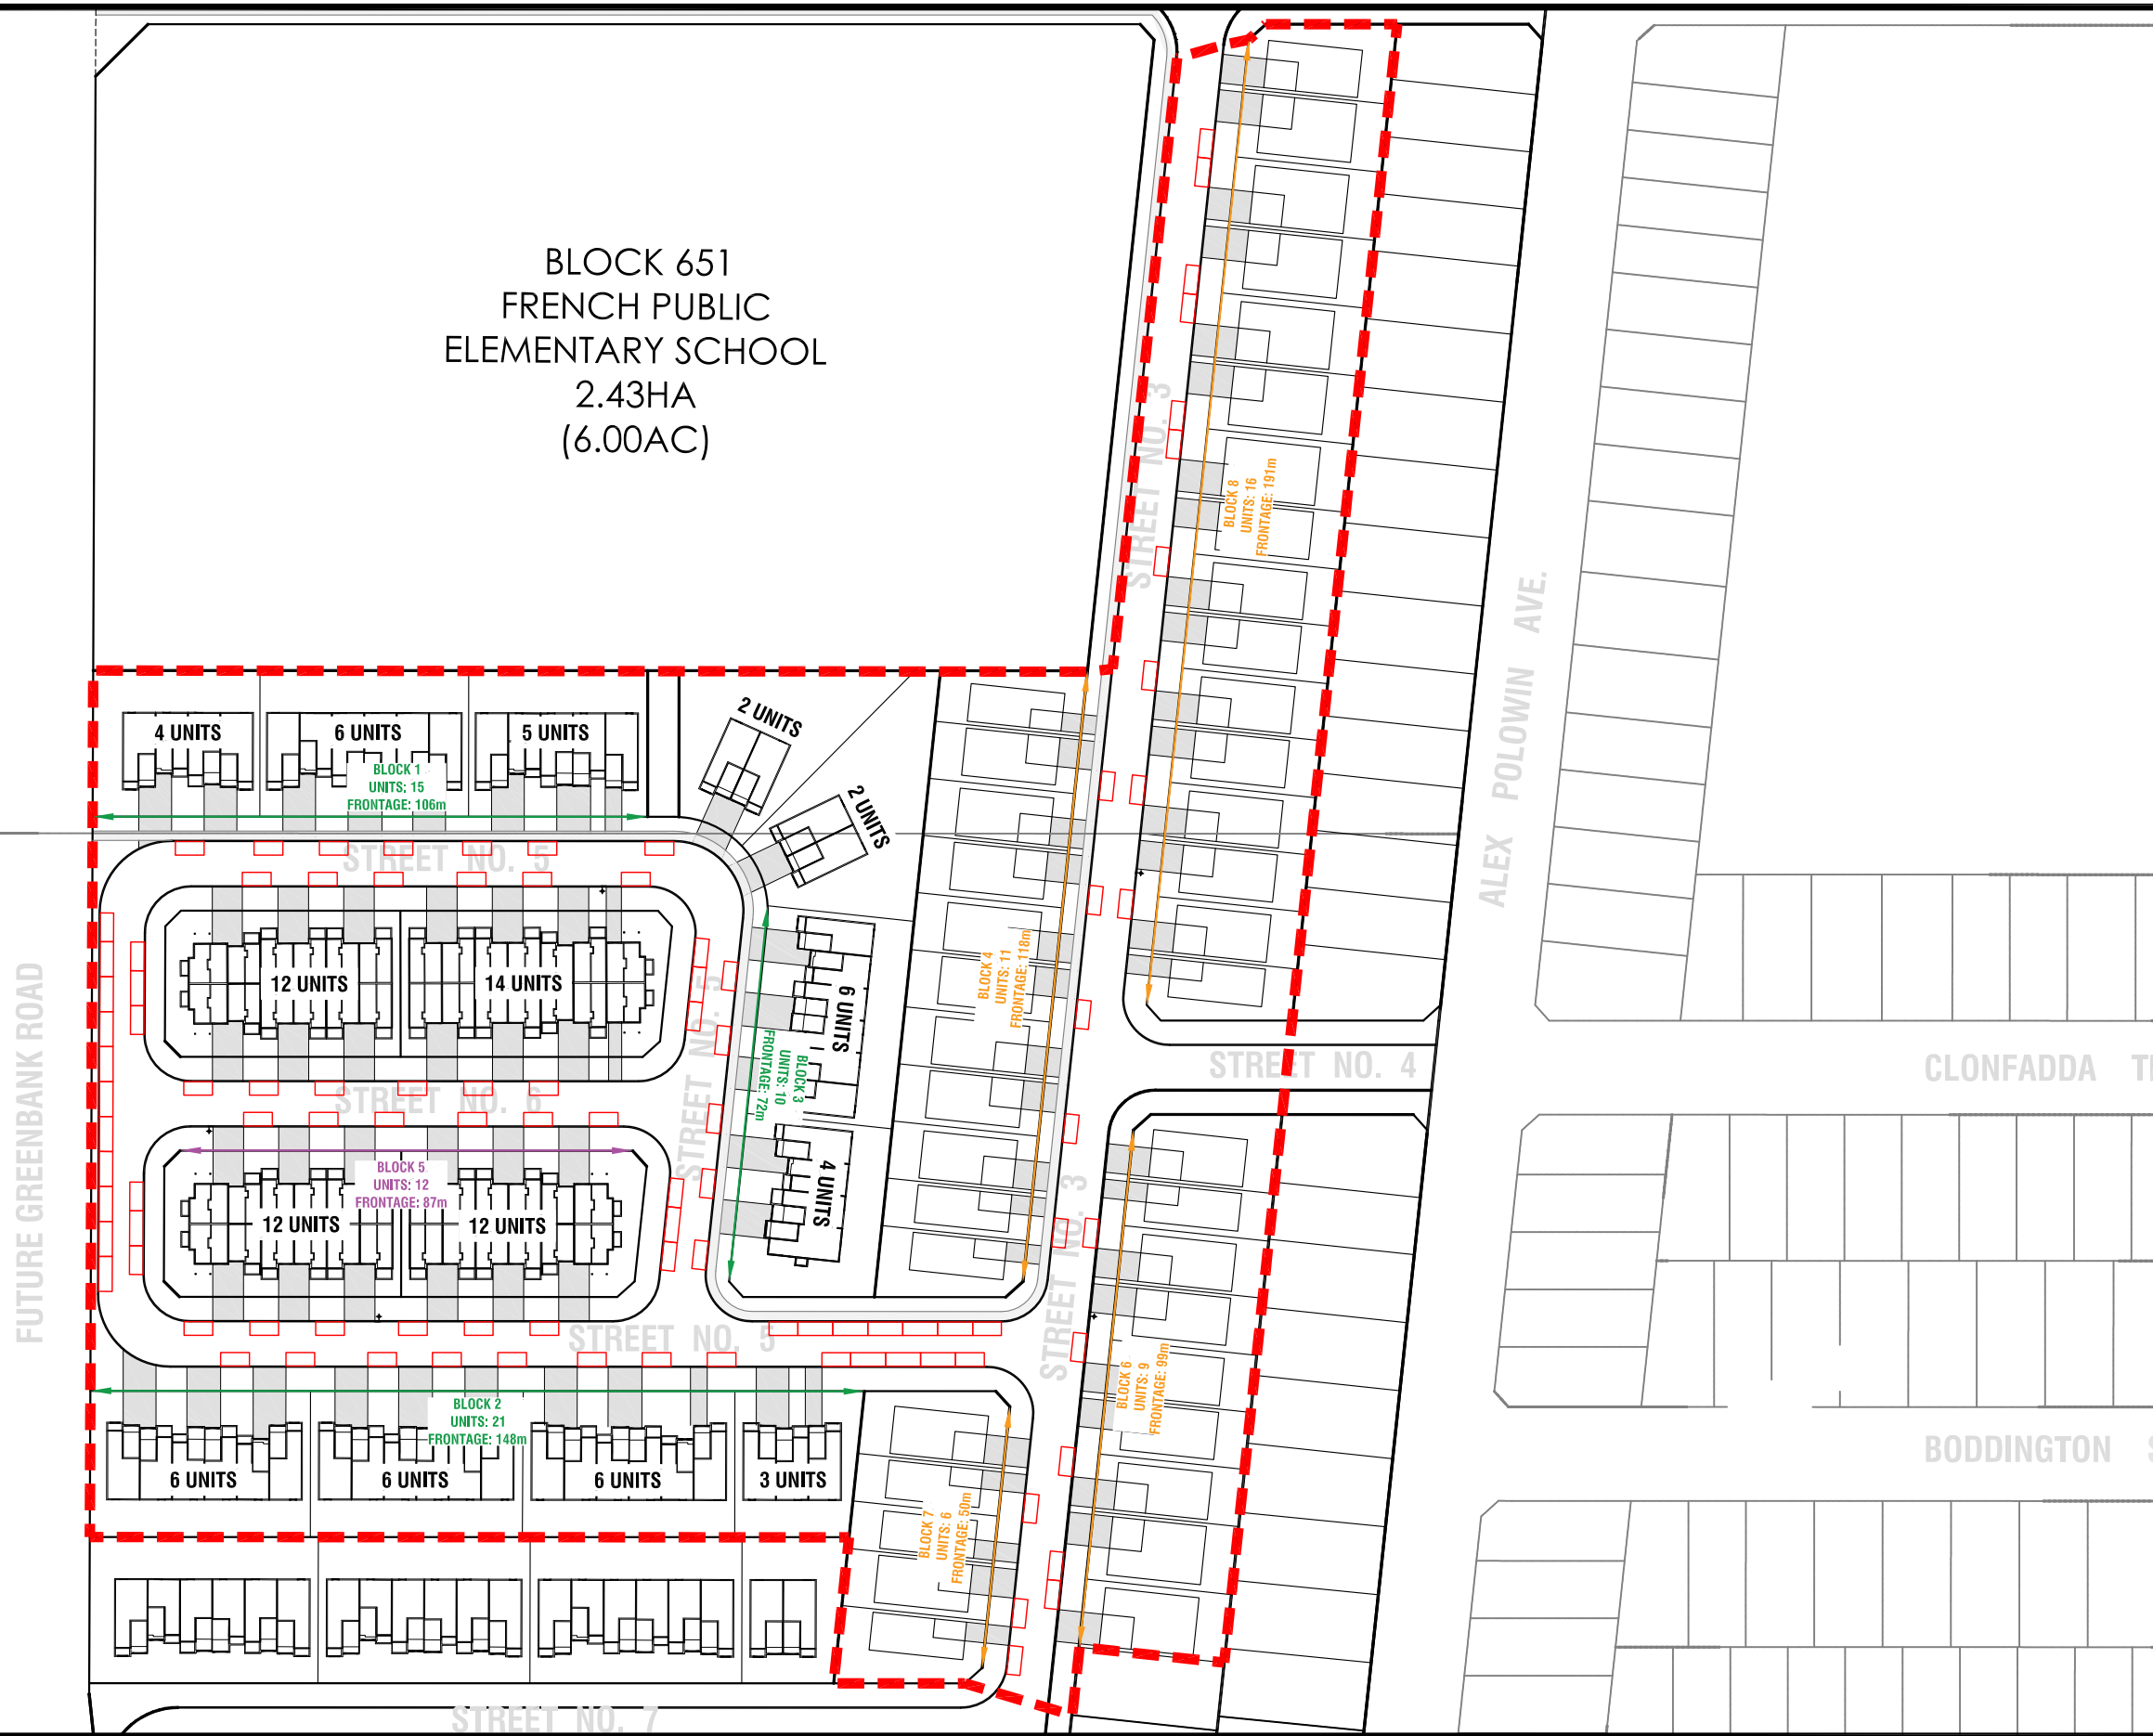 BLOCK 651
FRENCH PUBLIC
ELEMENTARY SCHOOL
2.43HA
(6.00AC)
STREET NO. 3
BLOCK 8
UNITS: 16
FRONTAGE: 191m
ALEX POLOWIN AVE.
4 UNITS
6 UNITS
5 UNITS
BLOCK 1
UNITS: 15
FRONTAGE: 106m
2 UNITS
2 UNITS
STREET NO. 5
12 UNITS
14 UNITS
STREET NO. 5
6 UNITS
BLOCK 3
UNITS: 10
FRONTAGE: 72m
4 UNITS
BLOCK 4
UNITS: 11
FRONTAGE: 118m
FUTURE GREENBANK ROAD
STREET NO. 6
STREET NO. 4
CLONFADDA
BLOCK 5
UNITS: 12
FRONTAGE: 87m
12 UNITS
12 UNITS
STREET NO. 3
STREET NO. 5
BLOCK 6
UNITS: 9
FRONTAGE: 99m
BLOCK 2
UNITS: 21
FRONTAGE: 148m
6 UNITS
6 UNITS
6 UNITS
3 UNITS
BODDINGTON
BLOCK 7
UNITS: 6
FRONTAGE: 50m
STREET NO. 7